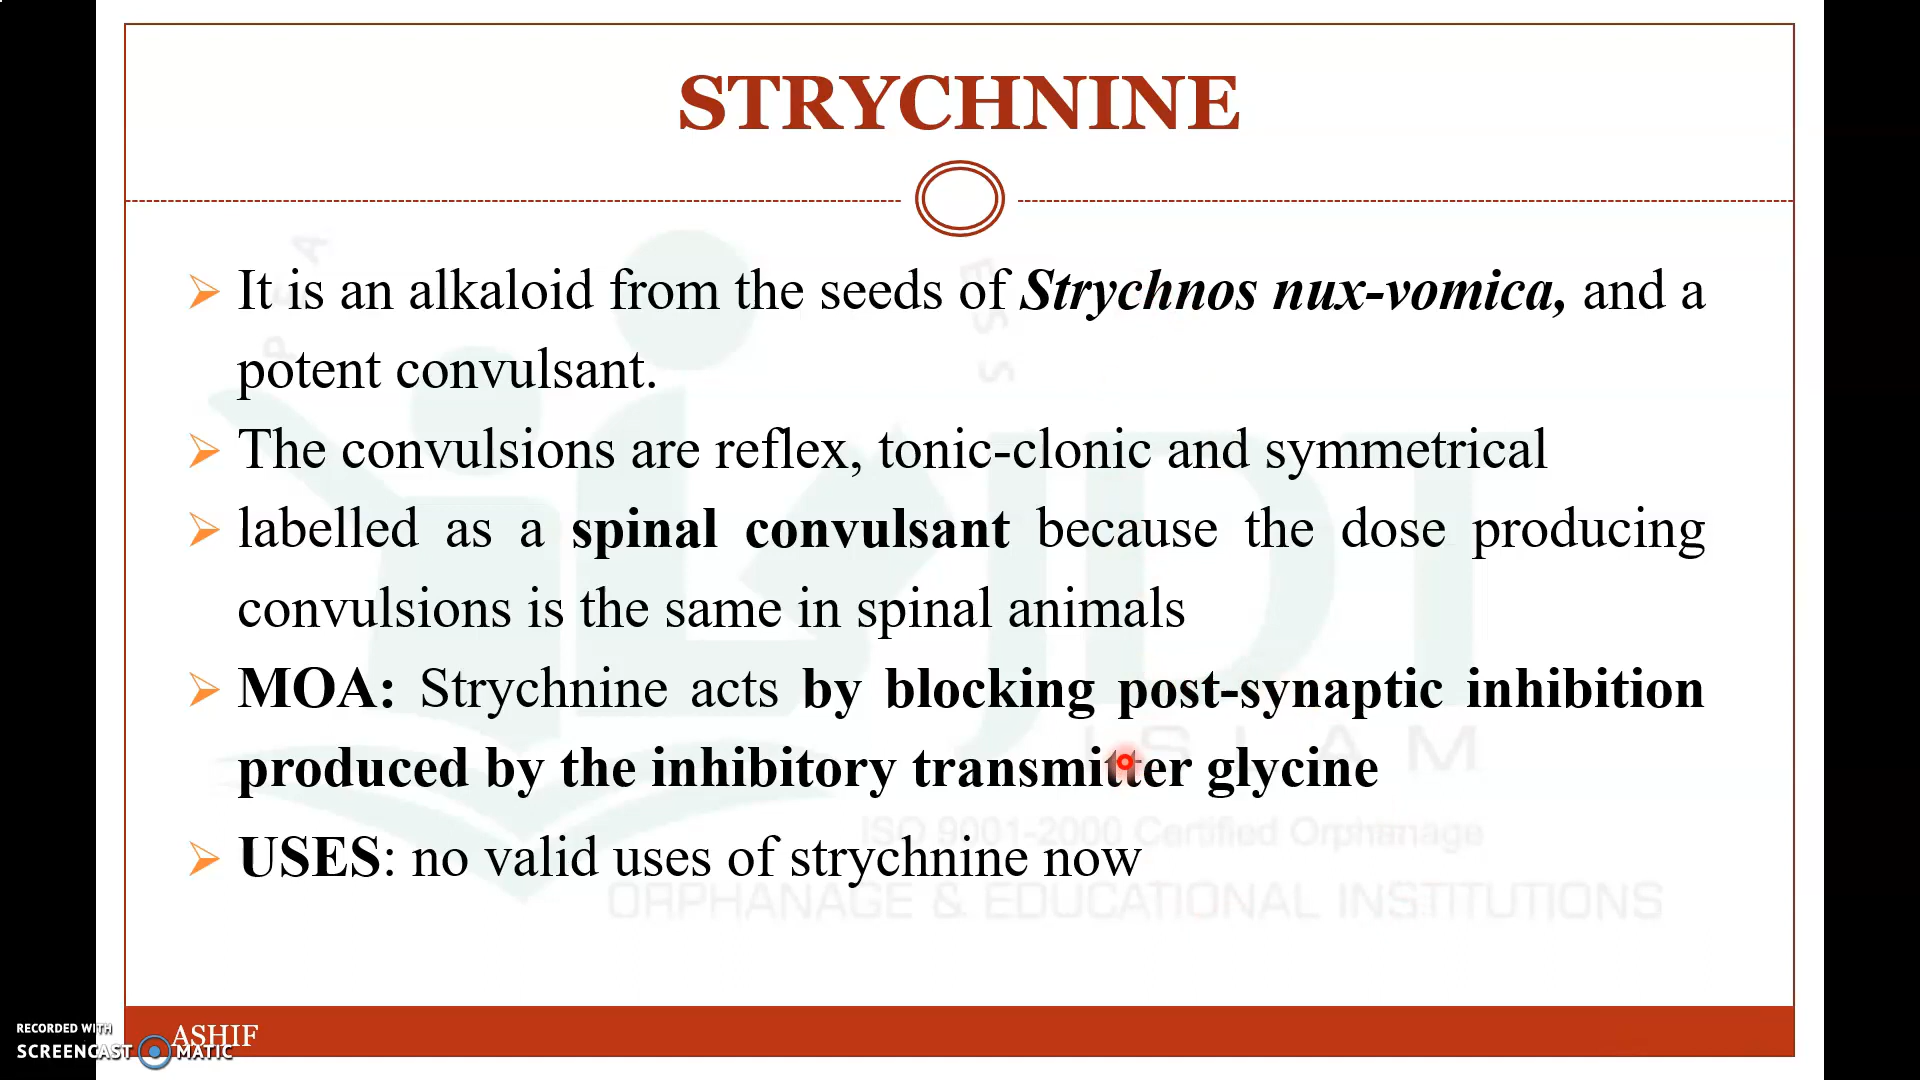 STRYCHNINE
It is an alkaloid from the seeds of Strychnos nux-vomica, and a
potent convulsant.
The convulsions are reflex, tonic-clonic and symmetrical
labelled as a spinal convulsant because the dose producing
convulsions is the same in spinal animals
MOA: Strychnine acts by blocking post-synaptic inhibition
produced by the inhibitory transmitter glycine
USES: no valid uses of strychnine now
JDT
ISLAM
ISO 9001-2000 Certified Orphanage
ORPHANAGE & EDUCATIONAL INSTITUTIONS
ASHIF
RECORDED WITH
SCREENCAST MATIC